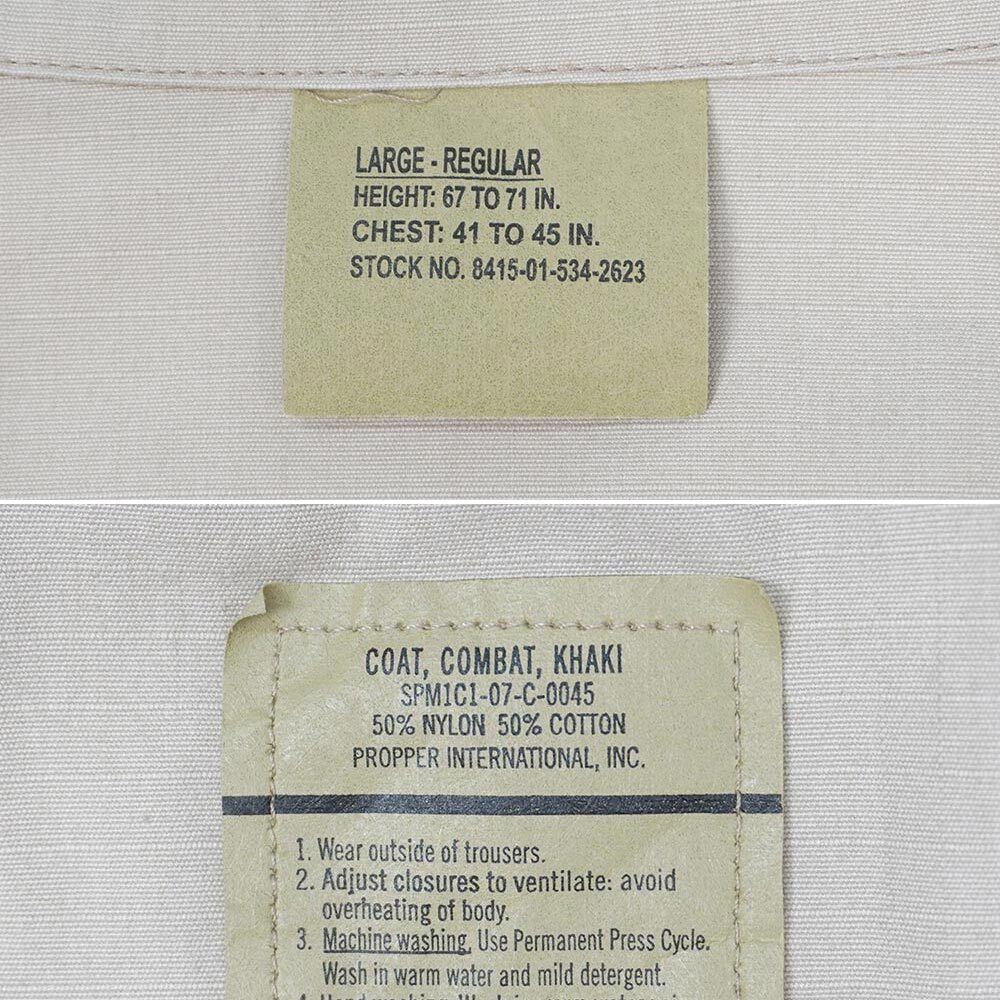 LARGE - REGULAR
HEIGHT: 67 TO 71 IN.
CHEST: 41 TO 45 IN.
STOCK NO. 8415-01-534-2623
COAT, COMBAT, KHAKI
SPM1C1-07-C-0045
50% NYLON 50% COTTON
PROPPER INTERNATIONAL, INC.
1. Wear outside of trousers.
2. Adjust closures to ventilate: avoid
overheating of body.
3. Machine washing. Use Permanent Press Cycle.
Wash in warm water and mild detergent.